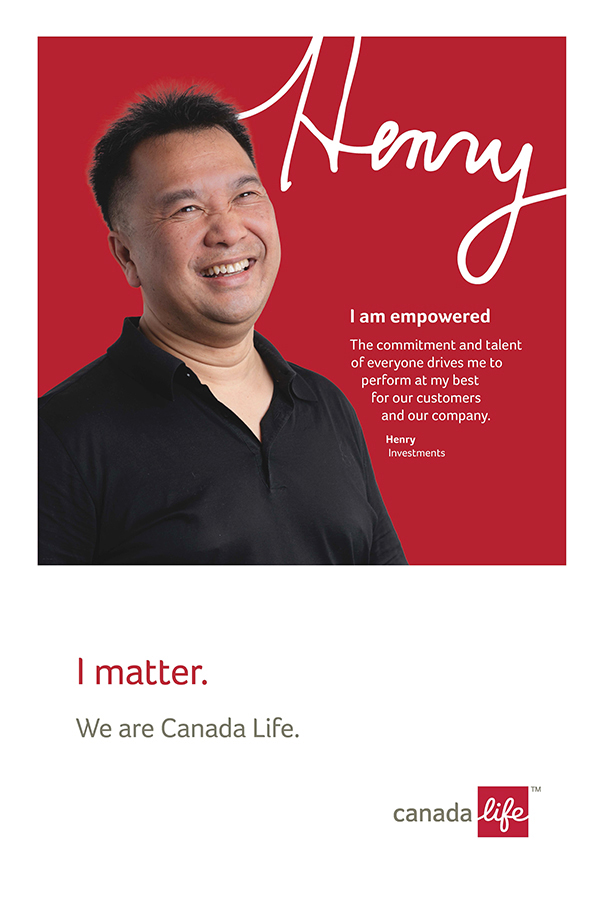 Henry
I am empowered
The commitment and talent
of everyone drives me to
perform at my best
for our customers
and our company.
Henry
Investments
I matter.
We are Canada Life.
canada life™